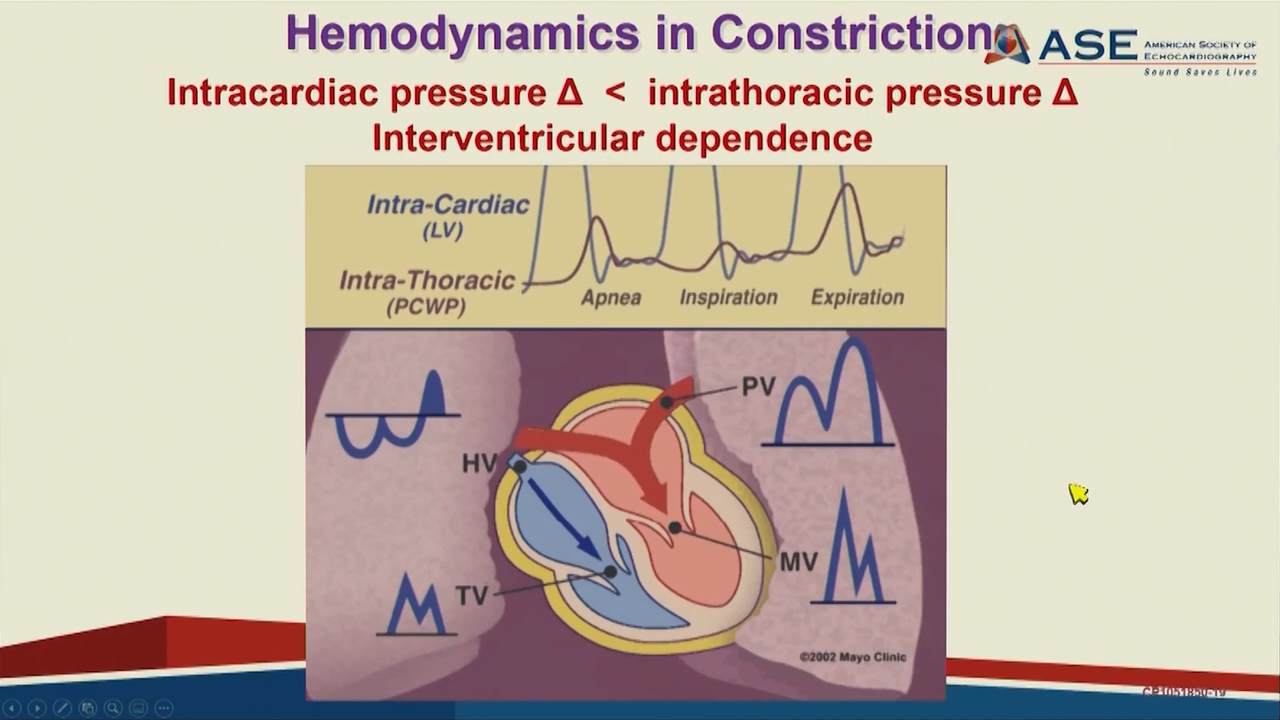 Hemodynamics in Constriction
ASE AMERICAN SOCIETY OF
ECHOCARDIOGRAPHY
Sound Saves Lives
Intracardiac pressure Δ < intrathoracic pressure Δ
Interventricular dependence
Intra-Cardiac
(LV)
Intra-Thoracic
(PCWP)
Apnea Inspiration Expiration
PV
HV
MV
TV
©2002 Mayo Clinic